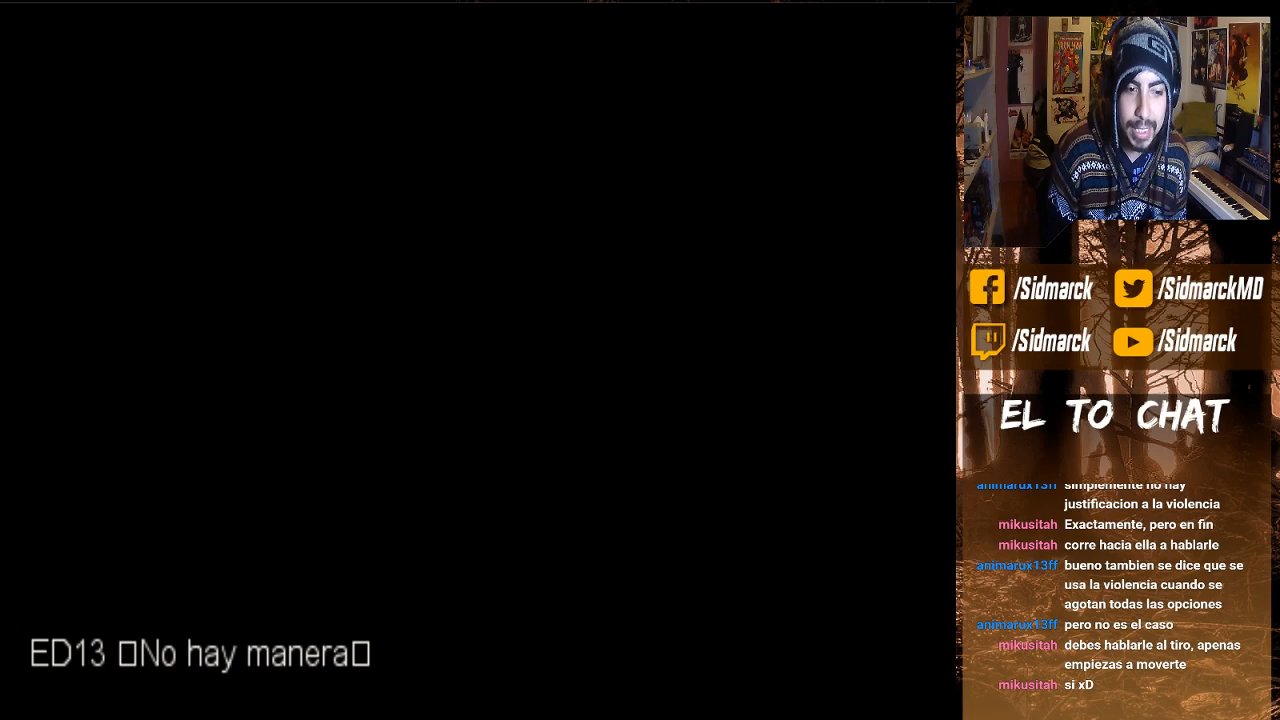 /Sidmarck
/SidmarckMD
/Sidmarck
/Sidmarck
EL TO CHAT
animarux13ff simplemente no hay
justificacion a la violencia
mikusitah Exactamente, pero en fin
mikusitah corre hacia ella a hablarle
animarux13ff bueno tambien se dice que se
usa la violencia cuando se
agotan todas las opciones
animarux13ff pero no es el caso
mikusitah debes hablarle al tiro, apenas
empiezas a moverte
mikusitah si xD
ED13 □No hay manera□